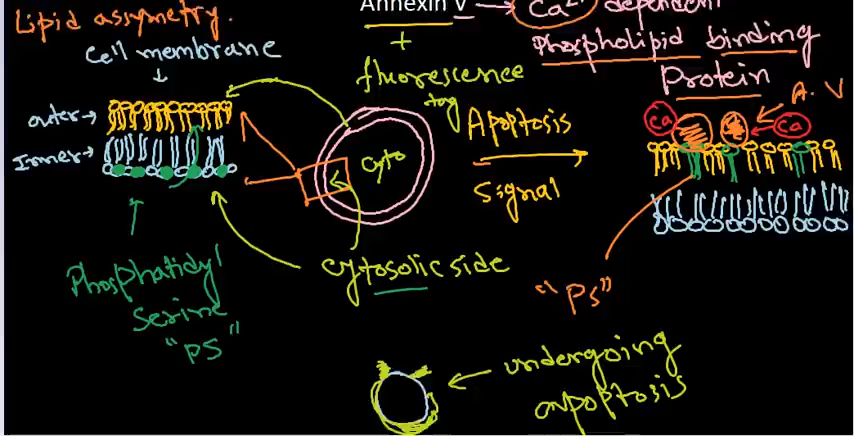 Lipid assymetry.
Cell membrane
outer
Inner
Phosphatidyl
Serine
"PS"
Annexin V
+
fluorescence
tag
Ca2+ dependent
Phospholipid binding
Protein
Cyto
Apoptosis
Signal
cytosolic side
A.V
Ca
Ca
"PS"
undergoing
apoptosis